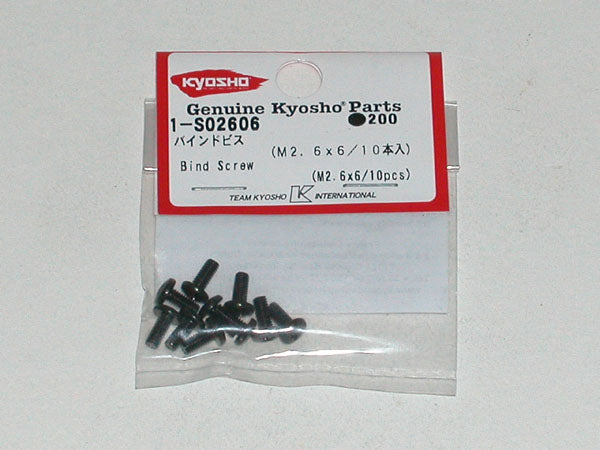 KYOSHO
Genuine Kyosho® Parts
1-S02606 ●200
バインドビス (M2.6x6/10本入)
Bind Screw (M2.6x6/10pcs)
TEAM KYOSHO K INTERNATIONAL